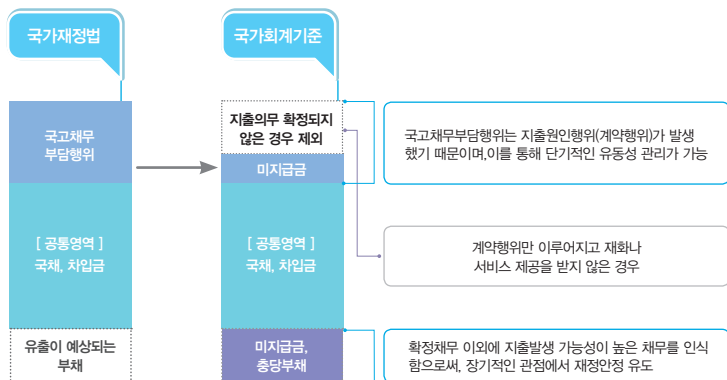 국가재정법
국가회계기준
국고채무
부담행위
지출의무 확정되지
않은 경우 제외
미지급금
국고채무부담행위는 지출원인행위(계약행위)가 발생
했기 때문이며,이를 통해 단기적인 유동성 관리가 가능
[ 공통영역 ]
국채, 차입금
[ 공통영역 ]
국채, 차입금
계약행위만 이루어지고 재화나
서비스 제공을 받지 않은 경우
유출이 예상되는
부채
미지급금,
충당부채
확정채무 이외에 지출발생 가능성이 높은 채무를 인식
함으로써, 장기적인 관점에서 재정안정 유도